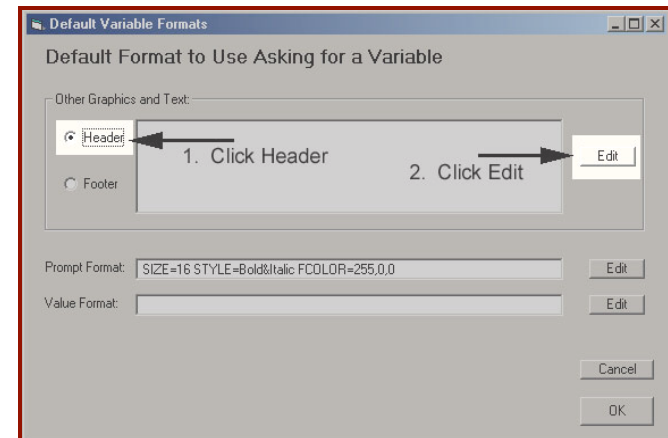 Default Variable Formats
Default Format to Use Asking for a Variable
Other Graphics and Text:
Header
1. Click Header
2. Click Edit
Edit
Footer
Prompt Format: SIZE=16 STYLE=Bold&Italic FCOLOR=255,0,0 Edit
Value Format: Edit
Cancel
OK